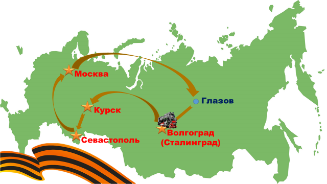 Москва
Глазов
Курск
Волгоград
(Сталинград)
Севастополь